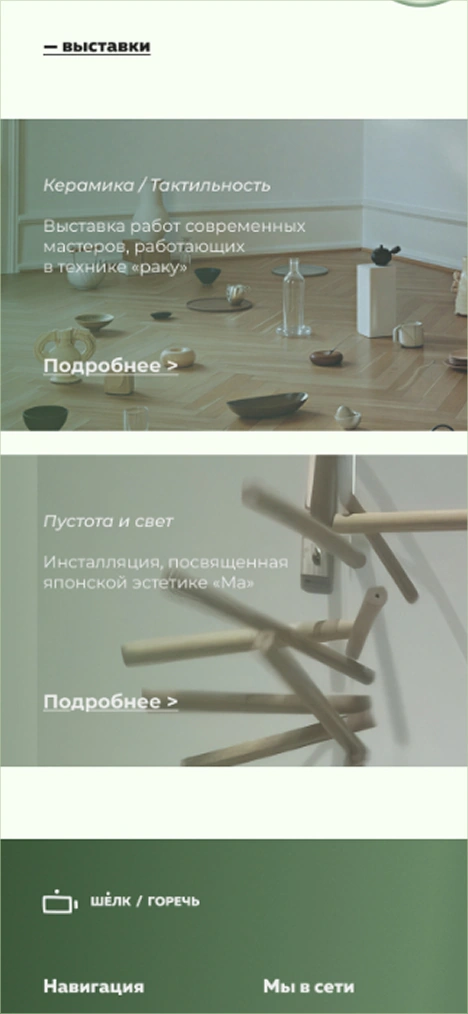 — выставки
Керамика / Тактильность
Выставка работ современных
мастеров, работающих
в технике «раку»
Подробнее >
Пустота и свет
Инсталляция, посвященная
японской эстетике «Ма»
Подробнее >
ШЁЛК / ГОРЕЧЬ
Навигация
Мы в сети